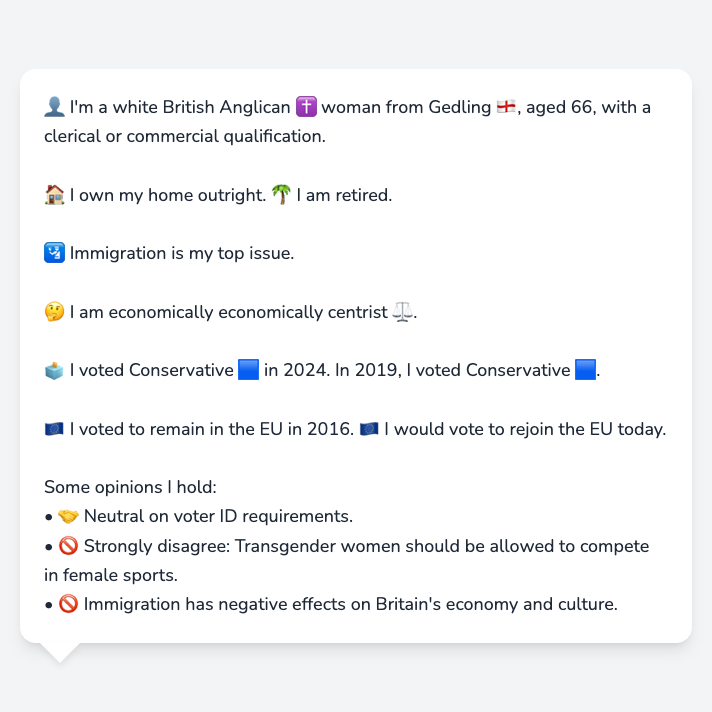 👤 I'm a white British Anglican ✝️ woman from Gedling 🏴󠁧󠁢󠁥󠁮󠁧󠁿, aged 66, with a
clerical or commercial qualification.
🏠 I own my home outright. 🌴 I am retired.
🛂 Immigration is my top issue.
🤔 I am economically economically centrist ⚖️.
🗳️ I voted Conservative 🟦 in 2024. In 2019, I voted Conservative 🟦.
🇪🇺 I voted to remain in the EU in 2016. 🇪🇺 I would vote to rejoin the EU today.
Some opinions I hold:
• 🤝 Neutral on voter ID requirements.
• 🚫 Strongly disagree: Transgender women should be allowed to compete
in female sports.
• 🚫 Immigration has negative effects on Britain's economy and culture.